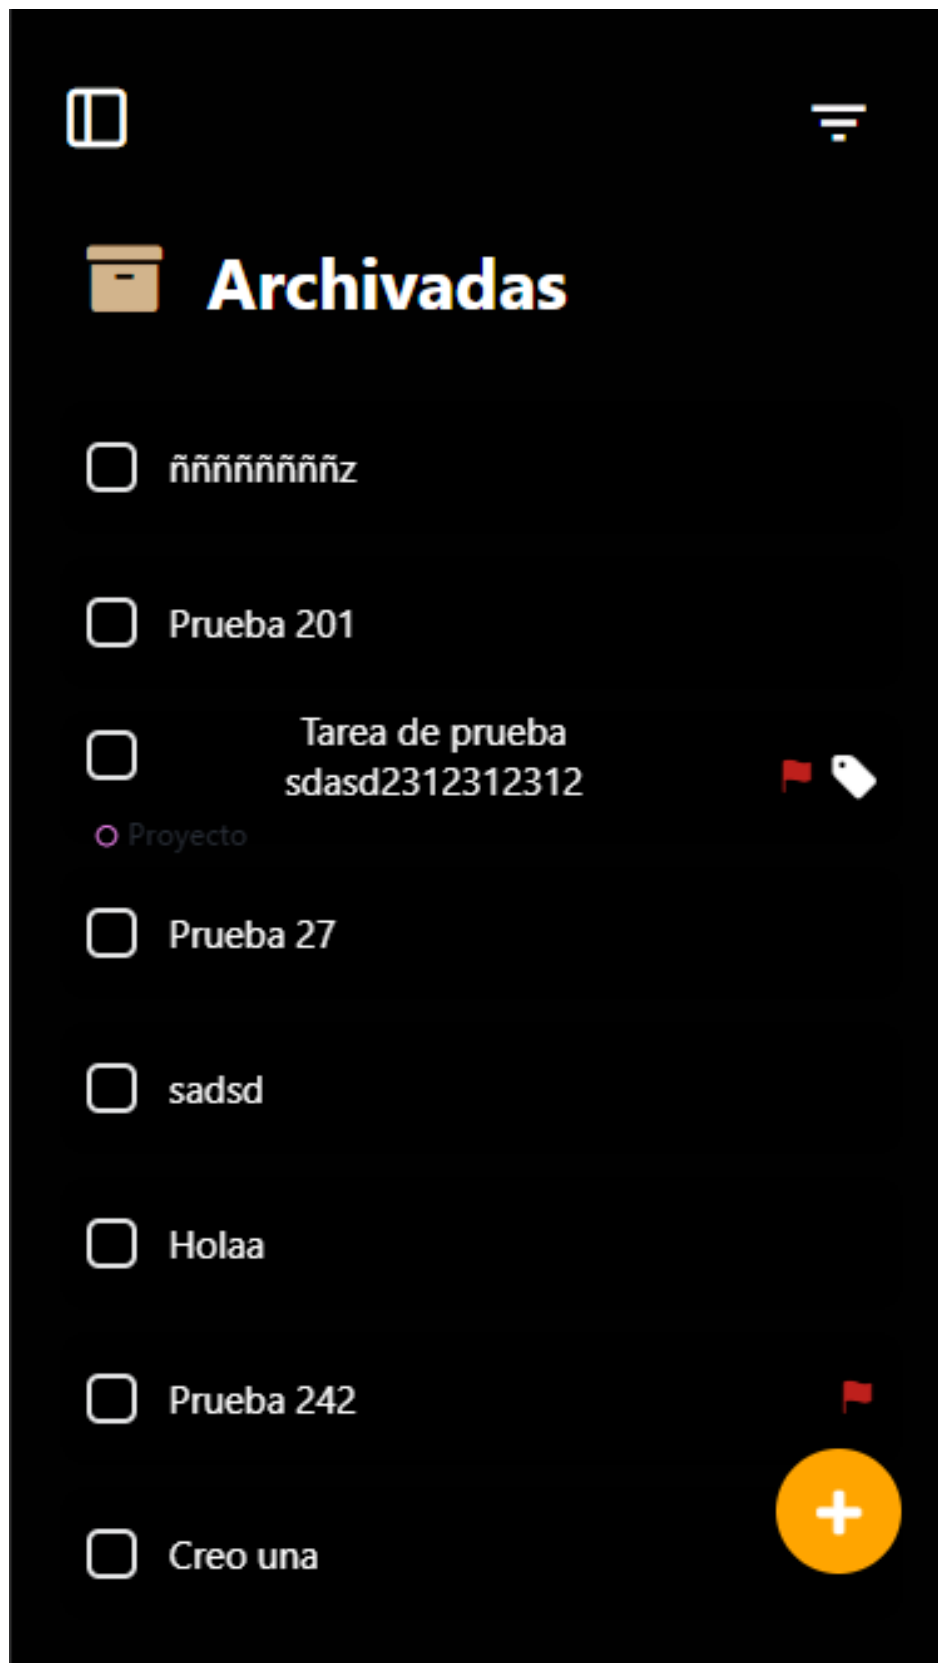 Archivadas
ññññññññz
Prueba 201
Tarea de prueba
sdasd2312312312
Proyecto
Prueba 27
sadsd
Holaa
Prueba 242
Creo una